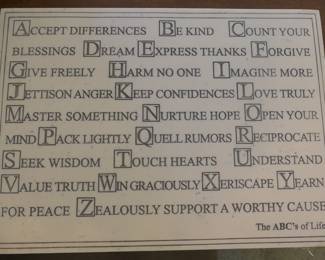 ACCEPT DIFFERENCES BE KIND COUNT YOUR
BLESSINGS DREAM EXPRESS THANKS FORGIVE
GIVE FREELY HARM NO ONE IMAGINE MORE
JETTISON ANGER KEEP CONFIDENCES LOVE TRULY
MASTER SOMETHING NURTURE HOPE OPEN YOUR
MIND PACK LIGHTLY QUELL RUMORS RECIPROCATE
SEEK WISDOM TOUCH HEARTS UNDERSTAND
VALUE TRUTH WIN GRACIOUSLY XERISCAPE YEARN
FOR PEACE ZEALOUSLY SUPPORT A WORTHY CAUSE
The ABC's of Life